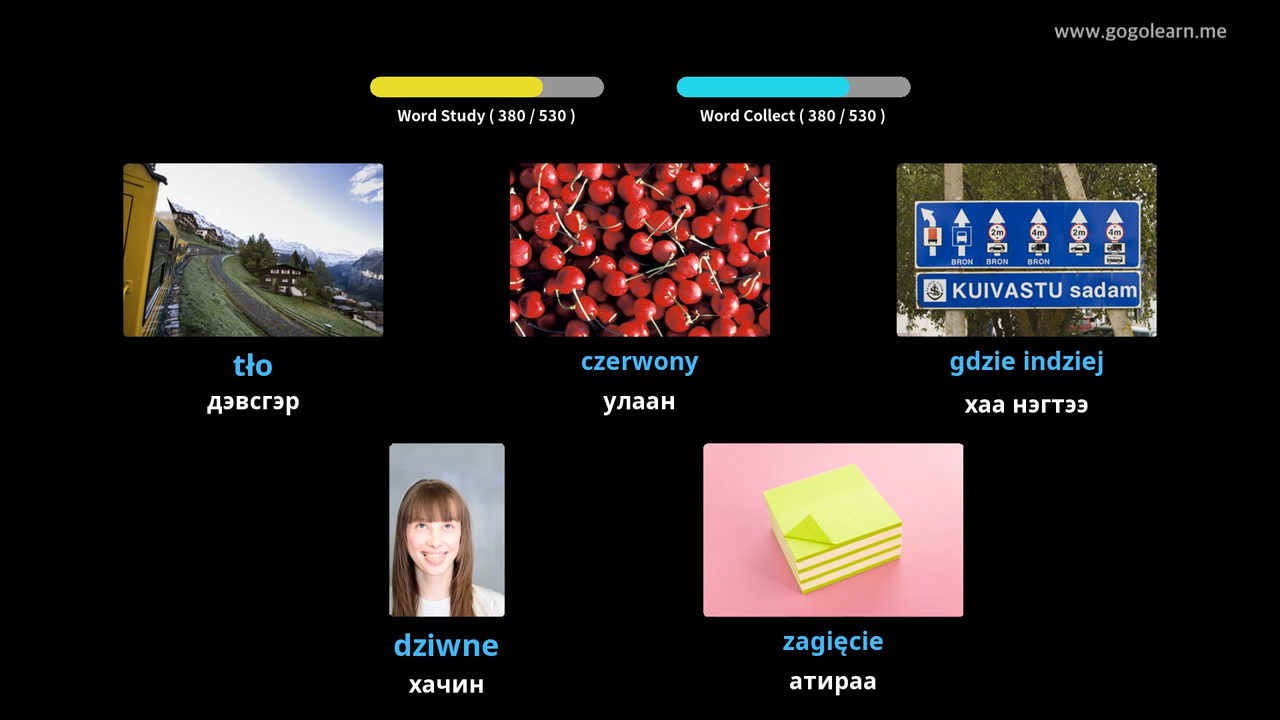 www.gogolearn.me
Word Study ( 380 / 530 )
Word Collect ( 380 / 530 )
2m 4m 2m 4m
BRON BRON BRON
KUIVASTU sadam
tło
czerwony
gdzie indziej
дэвсгэр
улаан
хаа нэгтээ
dziwne
zagięcie
хачин
атираа